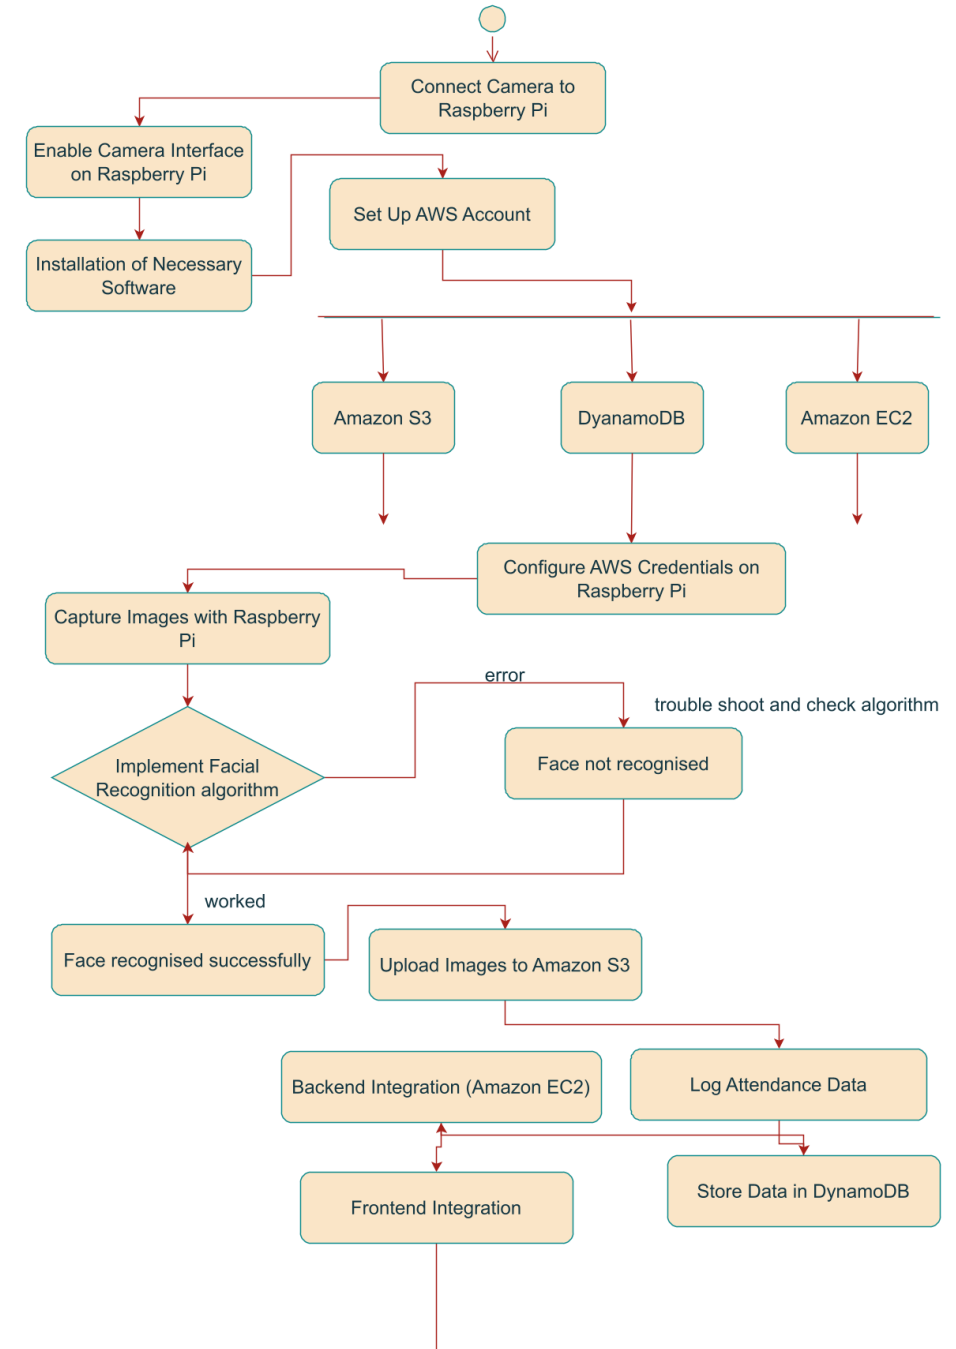 Connect Camera to
Raspberry Pi
Enable Camera Interface
on Raspberry Pi
Set Up AWS Account
Installation of Necessary
Software
Amazon S3
DyanamoDB
Amazon EC2
Configure AWS Credentials on
Raspberry Pi
Capture Images with Raspberry
Pi
error
trouble shoot and check algorithm
Implement Facial
Recognition algorithm
Face not recognised
worked
Face recognised successfully
Upload Images to Amazon S3
Backend Integration (Amazon EC2)
Log Attendance Data
Store Data in DynamoDB
Frontend Integration